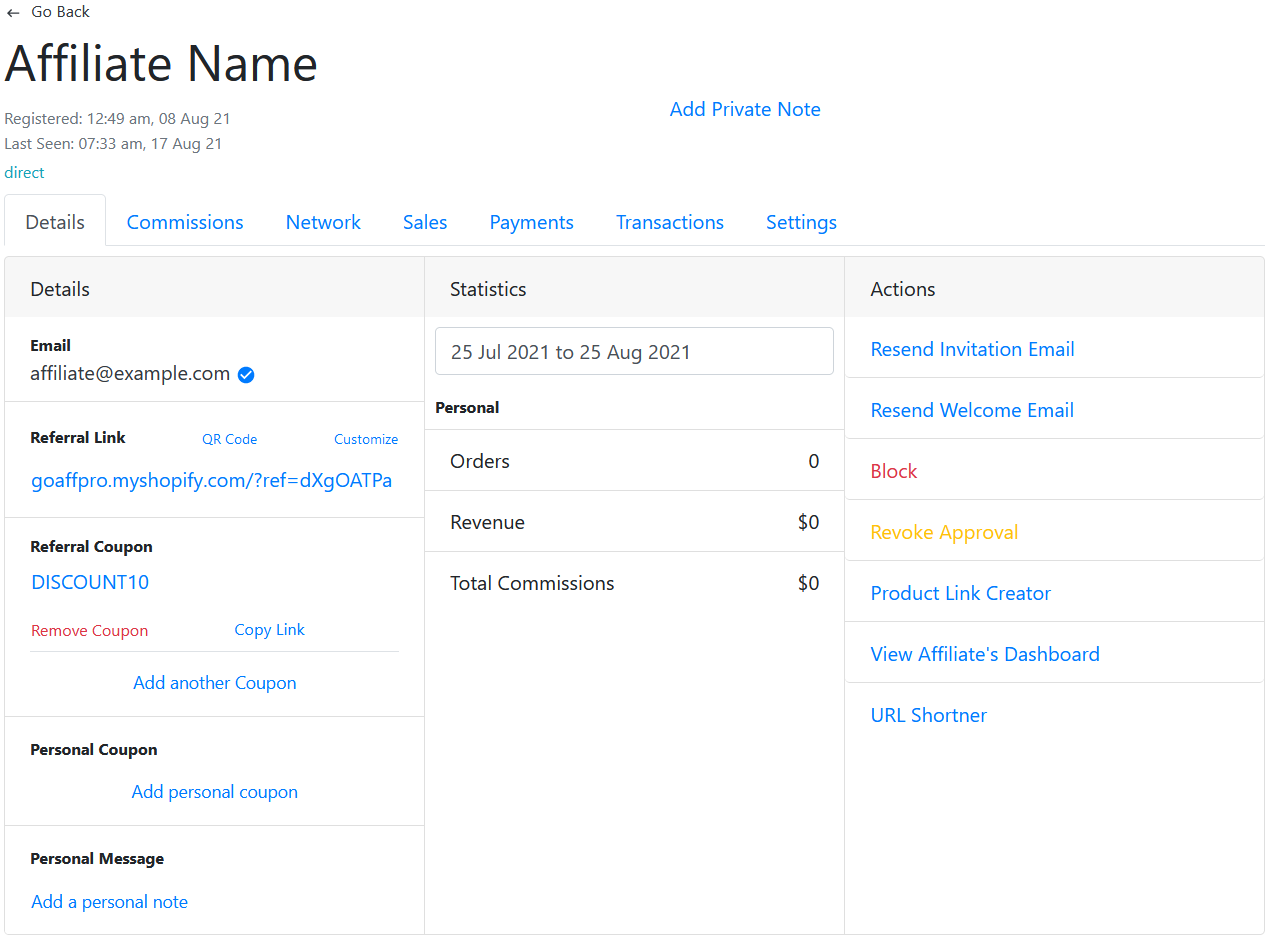 ← Go Back
Affiliate Name
Registered: 12:49 am, 08 Aug 21
Last Seen: 07:33 am, 17 Aug 21
direct
Add Private Note
Details Commissions Network Sales Payments Transactions Settings
Details
Email
affiliate@example.com
Referral Link QR Code Customize
goaffpro.myshopify.com/?ref=dXgOATPa
Referral Coupon
DISCOUNT10
Remove Coupon Copy Link
Add another Coupon
Personal Coupon
Add personal coupon
Personal Message
Add a personal note
Statistics
25 Jul 2021 to 25 Aug 2021
Personal
Orders 0
Revenue $0
Total Commissions $0
Actions
Resend Invitation Email
Resend Welcome Email
Block
Revoke Approval
Product Link Creator
View Affiliate's Dashboard
URL Shortner